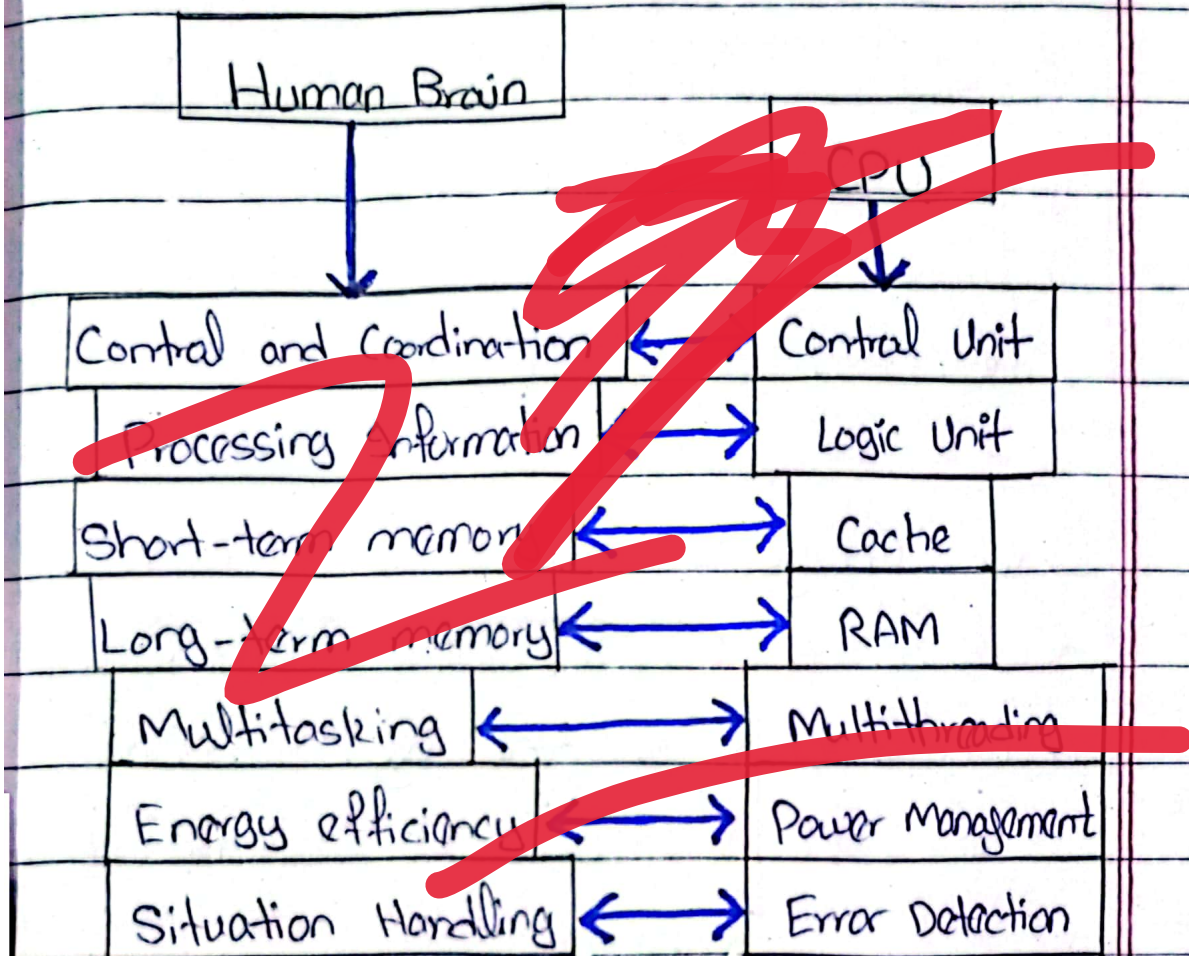 Human Brain
CPU
Control and Coordination
Control Unit
Processing Information
Logic Unit
Short-term memory
Cache
Long-term memory
RAM
Multitasking
Multithreading
Energy efficiency
Power Management
Situation Handling
Error Detection